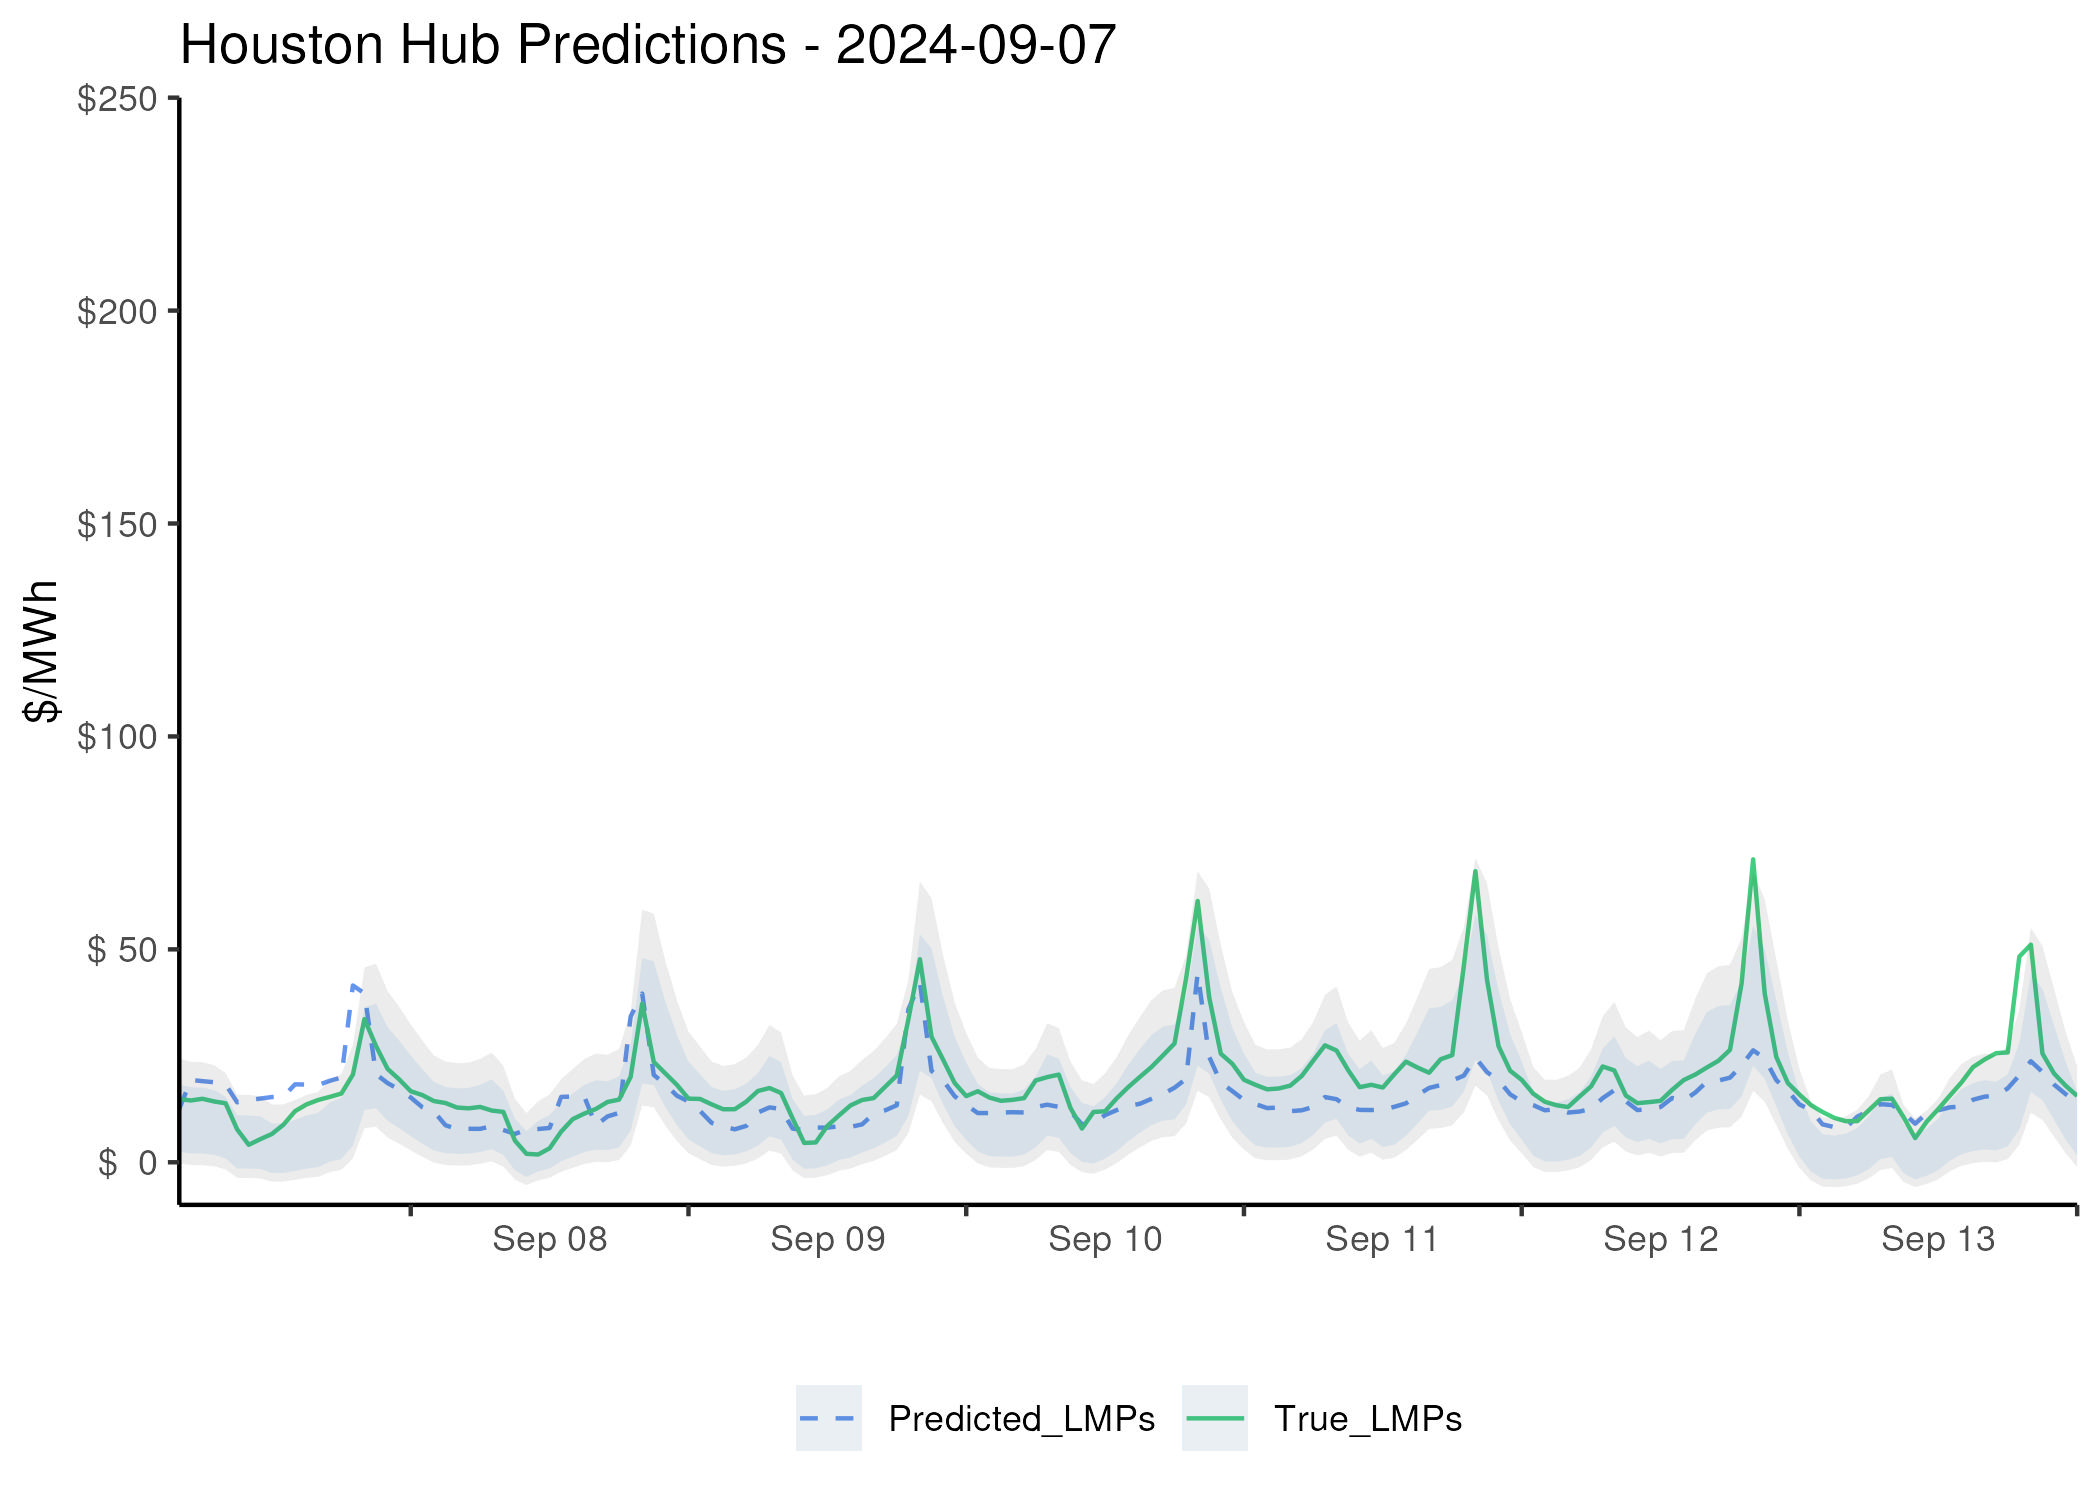 Houston Hub Predictions - 2024-09-07
$250
$200
$150
$100
$ 50
$ 0
$/MWh
Sep 08 Sep 09 Sep 10 Sep 11 Sep 12 Sep 13
Predicted_LMPs True_LMPs